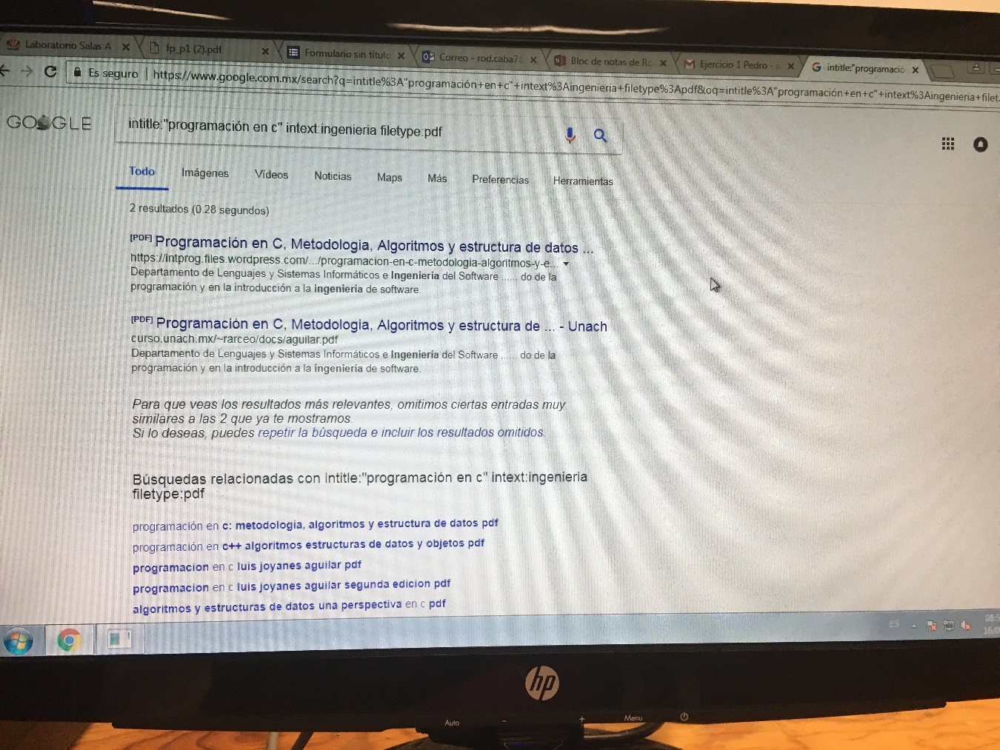 Laboratorio Salas A
fp_p1 (2).pdf
Formulario sin título
Correo - rod.caba7
Bloc de notas de Ro
Ejercicio 1 Pedro - s
intitle:"programació
Es seguro
https://www.google.com.mx/search?q=intitle%3A"programación+en+c"+intext%3Aingenieria+filetype%3Apdf&oq=intitle%3A"programación+en+c"+intext%3Aingenieria+filet
GOOGLE
intitle:"programación en c" intext:ingenieria filetype:pdf
Todo Imágenes Vídeos Noticias Maps Más Preferencias Herramientas
2 resultados (0.28 segundos)
[PDF] Programación en C, Metodologia, Algoritmos y estructura de datos ...
https://intprog.files.wordpress.com/.../programacion-en-c-metodologia-algoritmos-y-e...
Departamento de Lenguajes y Sistemas Informáticos e Ingeniería del Software ...... do de la
programación y en la introducción a la ingenieria de software.
[PDF] Programación en C, Metodologia, Algoritmos y estructura de ... - Unach
curso.unach.mx/~rarceo/docs/aguilar.pdf
Departamento de Lenguajes y Sistemas Informáticos e Ingeniería del Software ...... do de la
programación y en la introducción a la ingenieria de software.
Para que veas los resultados más relevantes, omitimos ciertas entradas muy
similares a las 2 que ya te mostramos.
Si lo deseas, puedes repetir la búsqueda e incluir los resultados omitidos.
Búsquedas relacionadas con intitle:"programación en c" intext:ingenieria
filetype:pdf
programación en c: metodología, algoritmos y estructura de datos pdf
programación en c++ algoritmos estructuras de datos y objetos pdf
programacion en c luis joyanes aguilar pdf
programacion en c luis joyanes aguilar segunda edicion pdf
algoritmos y estructuras de datos una perspectiva en c pdf
ES
08:5
16/0
hp
Auto - + Menu